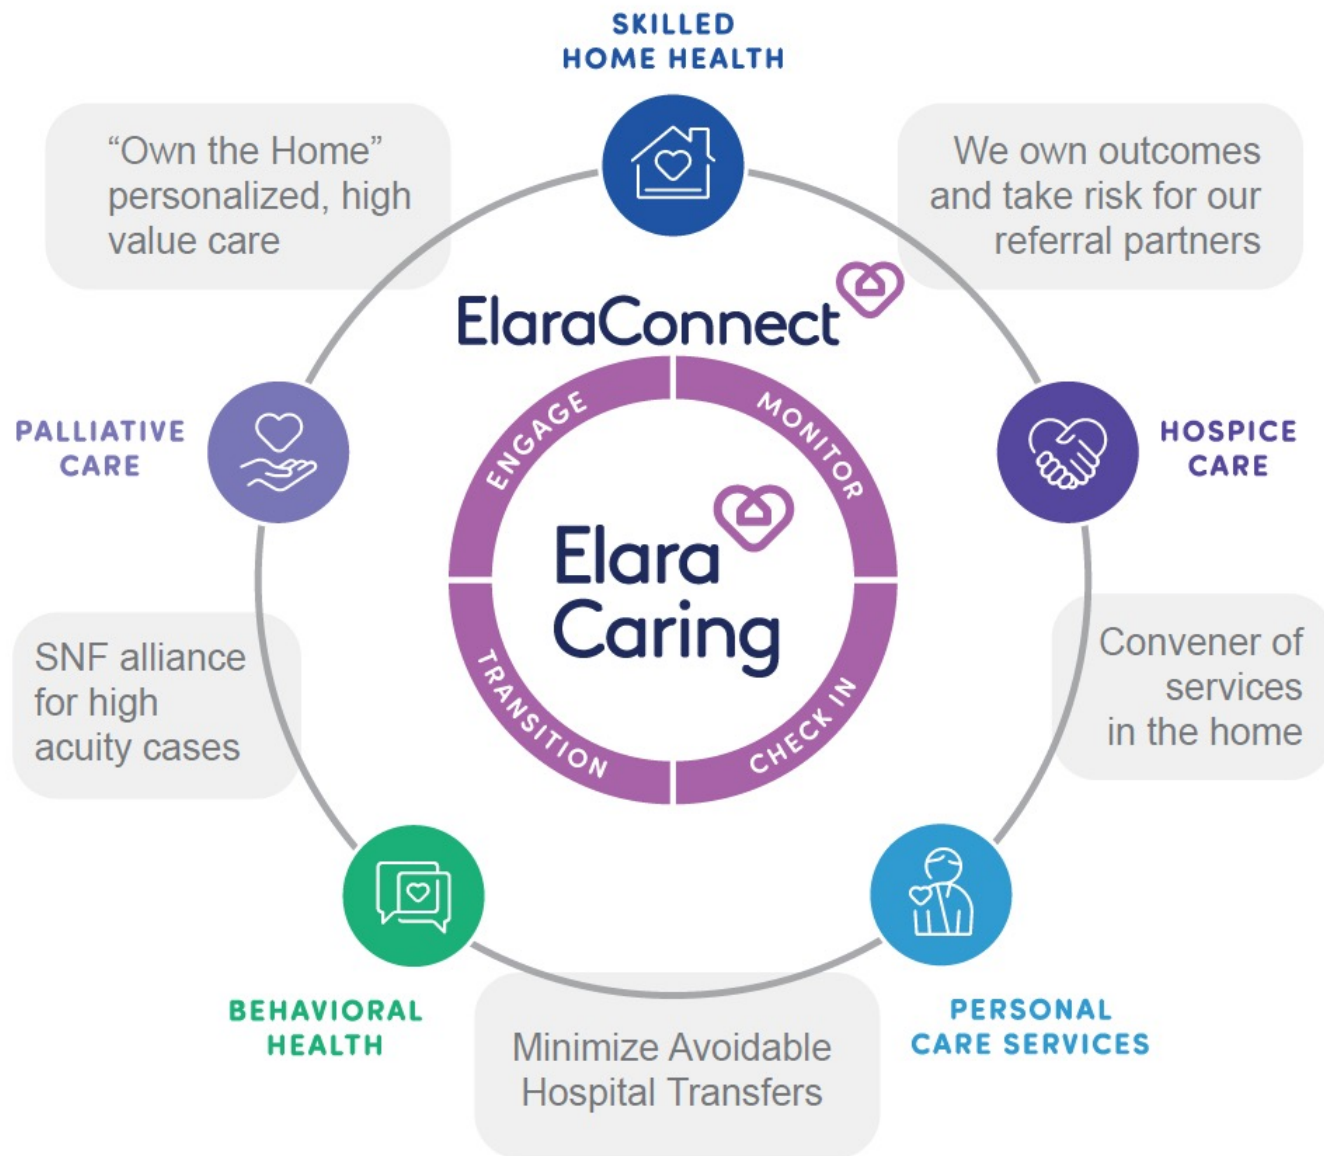 SKILLED
HOME HEALTH
“Own the Home”
personalized, high
value care
We own outcomes
and take risk for our
referral partners
ElaraConnect
ENGAGE
MONITOR
PALLIATIVE
CARE
HOSPICE
CARE
Elara
Caring
SNF alliance
for high
acuity cases
TRANSITION
CHECK IN
Convener of
services
in the home
BEHAVIORAL
HEALTH
Minimize Avoidable
Hospital Transfers
PERSONAL
CARE SERVICES